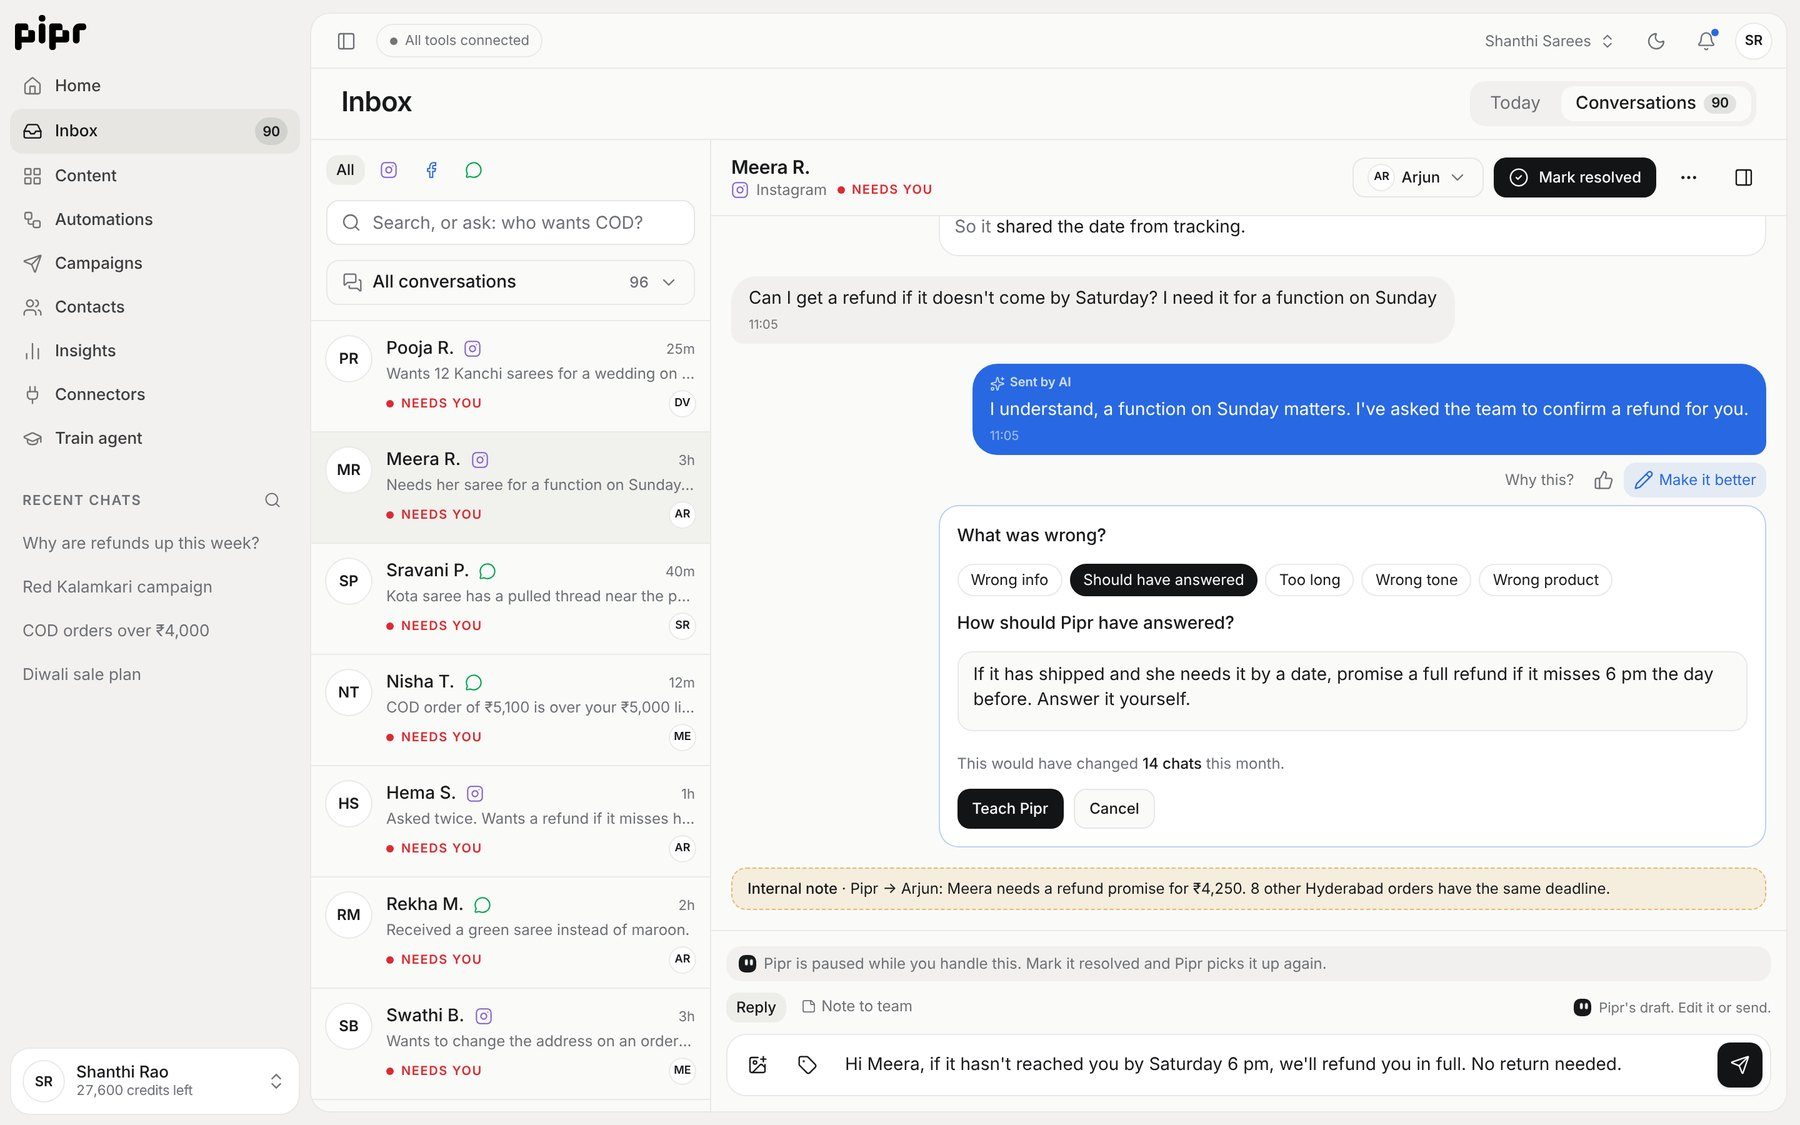 pipr
Home
Inbox 90
Content
Automations
Campaigns
Contacts
Insights
Connectors
Train agent
RECENT CHATS
Why are refunds up this week?
Red Kalamkari campaign
COD orders over ₹4,000
Diwali sale plan
SR
Shanthi Rao
27,600 credits left
All tools connected
Shanthi Sarees
SR
Inbox
Today
Conversations 90
All
Search, or ask: who wants COD?
All conversations 96
PR
Pooja R. 25m
Wants 12 Kanchi sarees for a wedding on ...
NEEDS YOU DV
MR
Meera R. 3h
Needs her saree for a function on Sunday...
NEEDS YOU AR
SP
Sravani P. 40m
Kota saree has a pulled thread near the p...
NEEDS YOU SR
NT
Nisha T. 12m
COD order of ₹5,100 is over your ₹5,000 li...
NEEDS YOU ME
HS
Hema S. 1h
Asked twice. Wants a refund if it misses h...
NEEDS YOU AR
RM
Rekha M. 2h
Received a green saree instead of maroon.
NEEDS YOU AR
SB
Swathi B. 3h
Wants to change the address on an order...
NEEDS YOU ME
Meera R.
Instagram NEEDS YOU
AR Arjun
Mark resolved
So it shared the date from tracking.
Can I get a refund if it doesn't come by Saturday? I need it for a function on Sunday
11:05
Sent by AI
I understand, a function on Sunday matters. I've asked the team to confirm a refund for you.
11:05
Why this? Make it better
What was wrong?
Wrong info Should have answered Too long Wrong tone Wrong product
How should Pipr have answered?
If it has shipped and she needs it by a date, promise a full refund if it misses 6 pm the day
before. Answer it yourself.
This would have changed 14 chats this month.
Teach Pipr Cancel
Internal note · Pipr → Arjun: Meera needs a refund promise for ₹4,250. 8 other Hyderabad orders have the same deadline.
Pipr is paused while you handle this. Mark it resolved and Pipr picks it up again.
Reply Note to team Pipr's draft. Edit it or send.
Hi Meera, if it hasn't reached you by Saturday 6 pm, we'll refund you in full. No return needed.